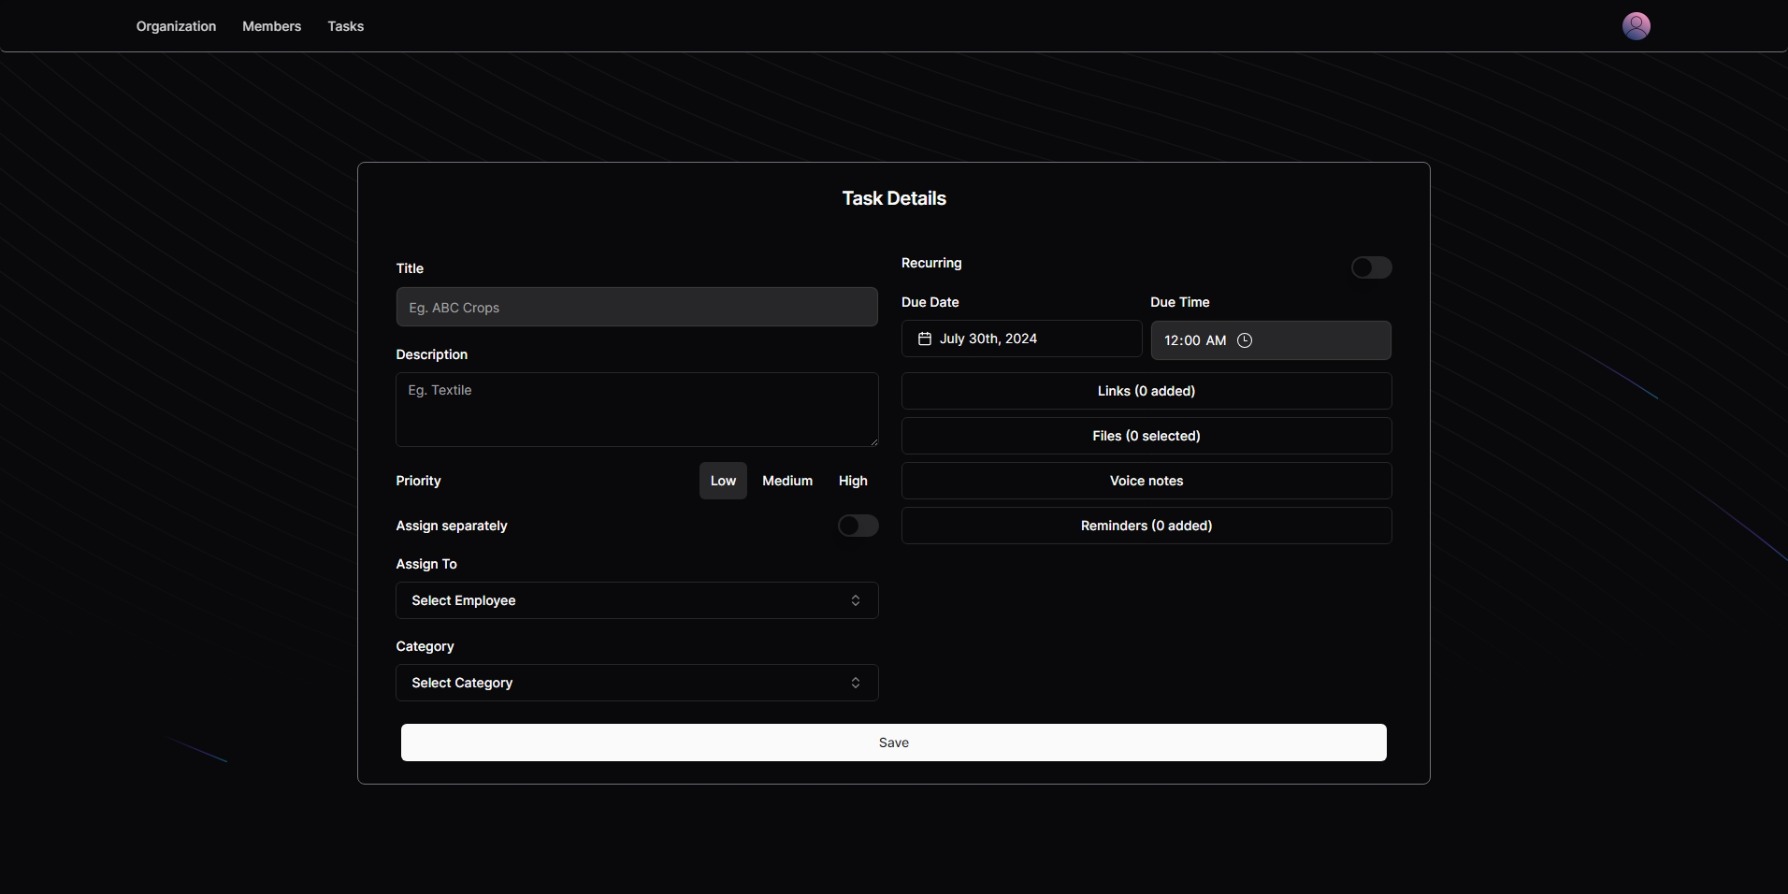 Organization Members Tasks
Task Details
Title
Eg. ABC Crops
Description
Eg. Textile
Priority Low Medium High
Assign separately
Assign To
Select Employee
Category
Select Category
Recurring
Due Date Due Time
July 30th, 2024 12:00 AM
Links (0 added)
Files (0 selected)
Voice notes
Reminders (0 added)
Save